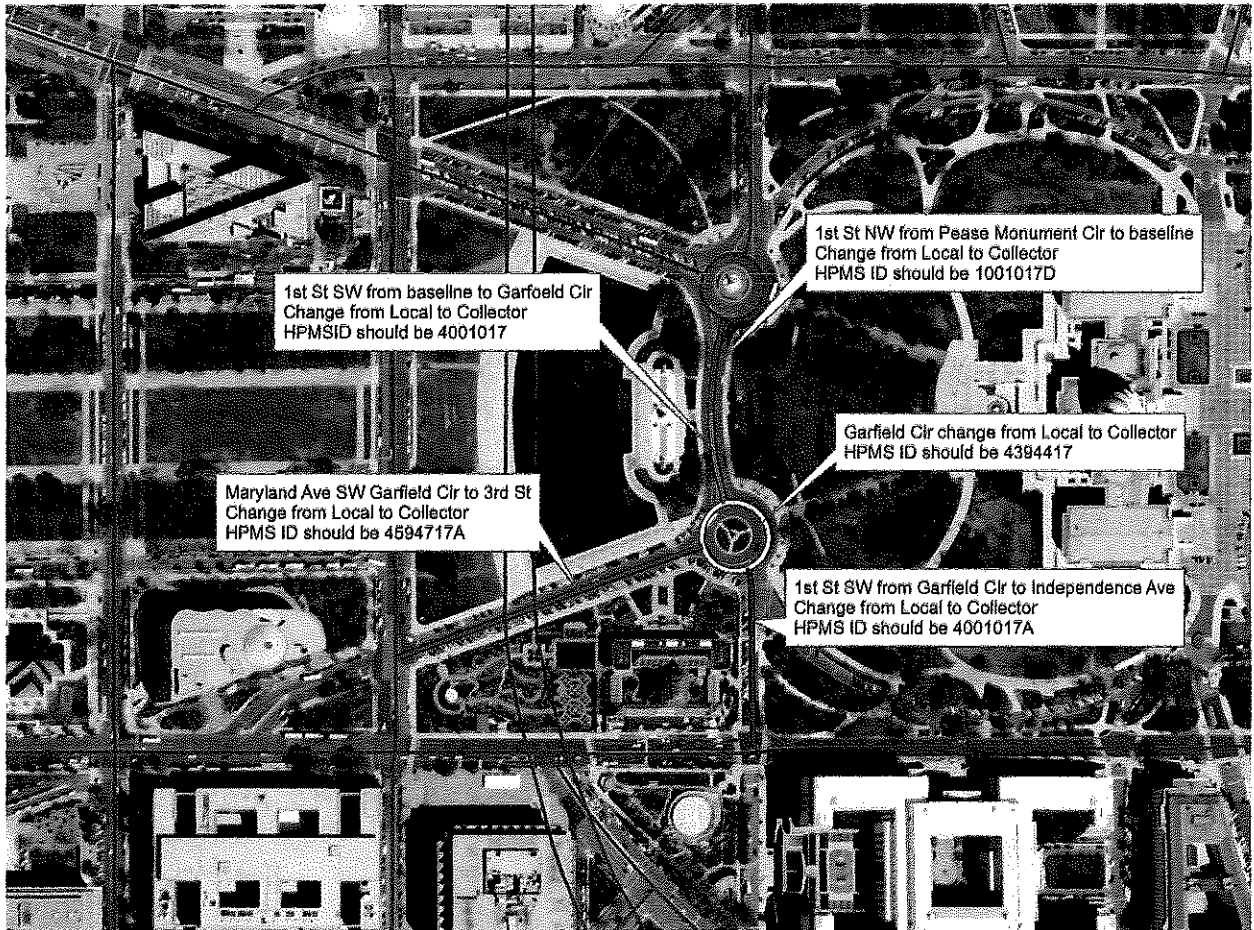 1st St NW from Pease Monument Cir to baseline
Change from Local to Collector
HPMS ID should be 1001017D
1st St SW from baseline to Garfoeld Cir
Change from Local to Collector
HPMSID should be 4001017
Garfield Cir change from Local to Collector
HPMS ID should be 4394417
Maryland Ave SW Garfield Cir to 3rd St
Change from Local to Collector
HPMS ID should be 4594717A
1st St SW from Garfield Cir to Independence Ave
Change from Local to Collector
HPMS ID should be 4001017A